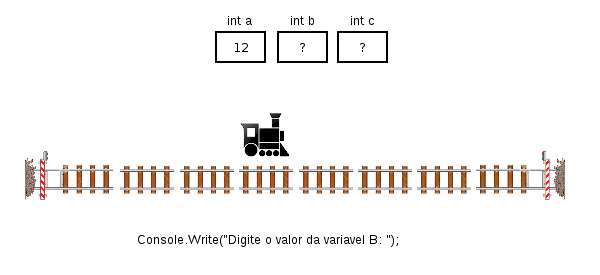 int a int b int c
12 ? ?
Console.Write("Digite o valor da variavel B: ");